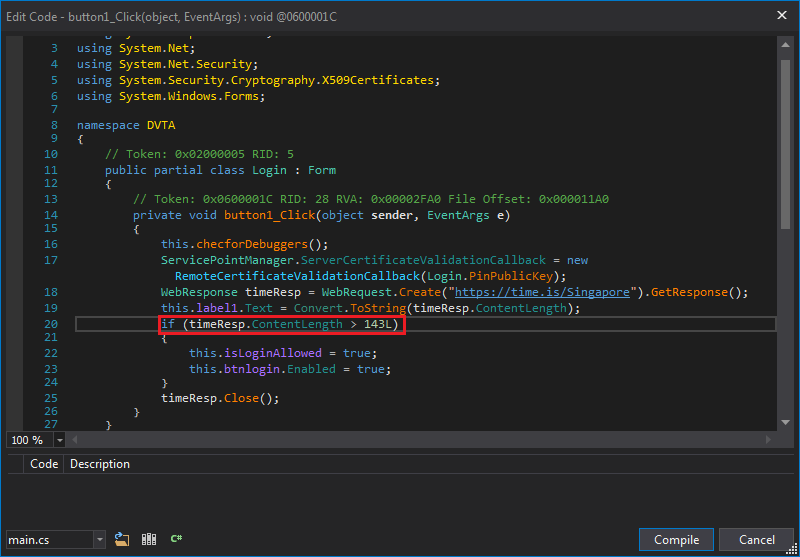 Edit Code - button1_Click(object, EventArgs) : void @0600001C
3 using System.Net;
4 using System.Net.Security;
5 using System.Security.Cryptography.X509Certificates;
6 using System.Windows.Forms;
7
8 namespace DVTA
9 {
10 // Token: 0x02000005 RID: 5
11 public partial class Login : Form
12 {
13 // Token: 0x0600001C RID: 28 RVA: 0x00002FA0 File Offset: 0x000011A0
14 private void button1_Click(object sender, EventArgs e)
15 {
16 this.checforDebuggers();
17 ServicePointManager.ServerCertificateValidationCallback = new
RemoteCertificateValidationCallback(Login.PinPublicKey);
18 WebResponse timeResp = WebRequest.Create("https://time.is/Singapore").GetResponse();
19 this.label1.Text = Convert.ToString(timeResp.ContentLength);
20 if (timeResp.ContentLength > 143L)
21 {
22 this.isLoginAllowed = true;
23 this.btnlogin.Enabled = true;
24 }
25 timeResp.Close();
26 }
27 }
100 %
Code Description
main.cs C# Compile Cancel